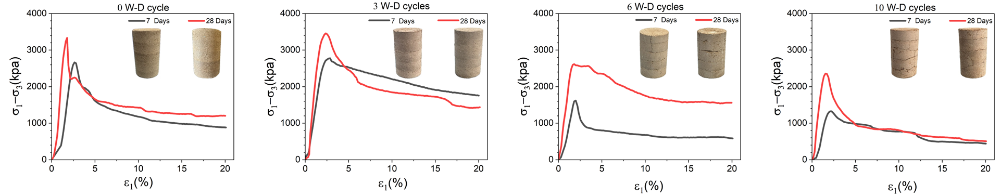 0 W-D cycle
7 Days
28 Days
4000
3000
2000
1000
0
σ1–σ3(kpa)
0
5
10
15
20
ε1(%)
3 W-D cycles
7 Days
28 Days
4000
3000
2000
1000
0
σ1–σ3(kpa)
0
5
10
15
20
ε1(%)
6 W-D cycles
7 Days
28 Days
4000
3000
2000
1000
0
σ1–σ3(kpa)
0
5
10
15
20
ε1(%)
10 W-D cycles
7 Days
28 Days
4000
3000
2000
1000
0
σ1–σ3(kpa)
0
5
10
15
20
ε1(%)